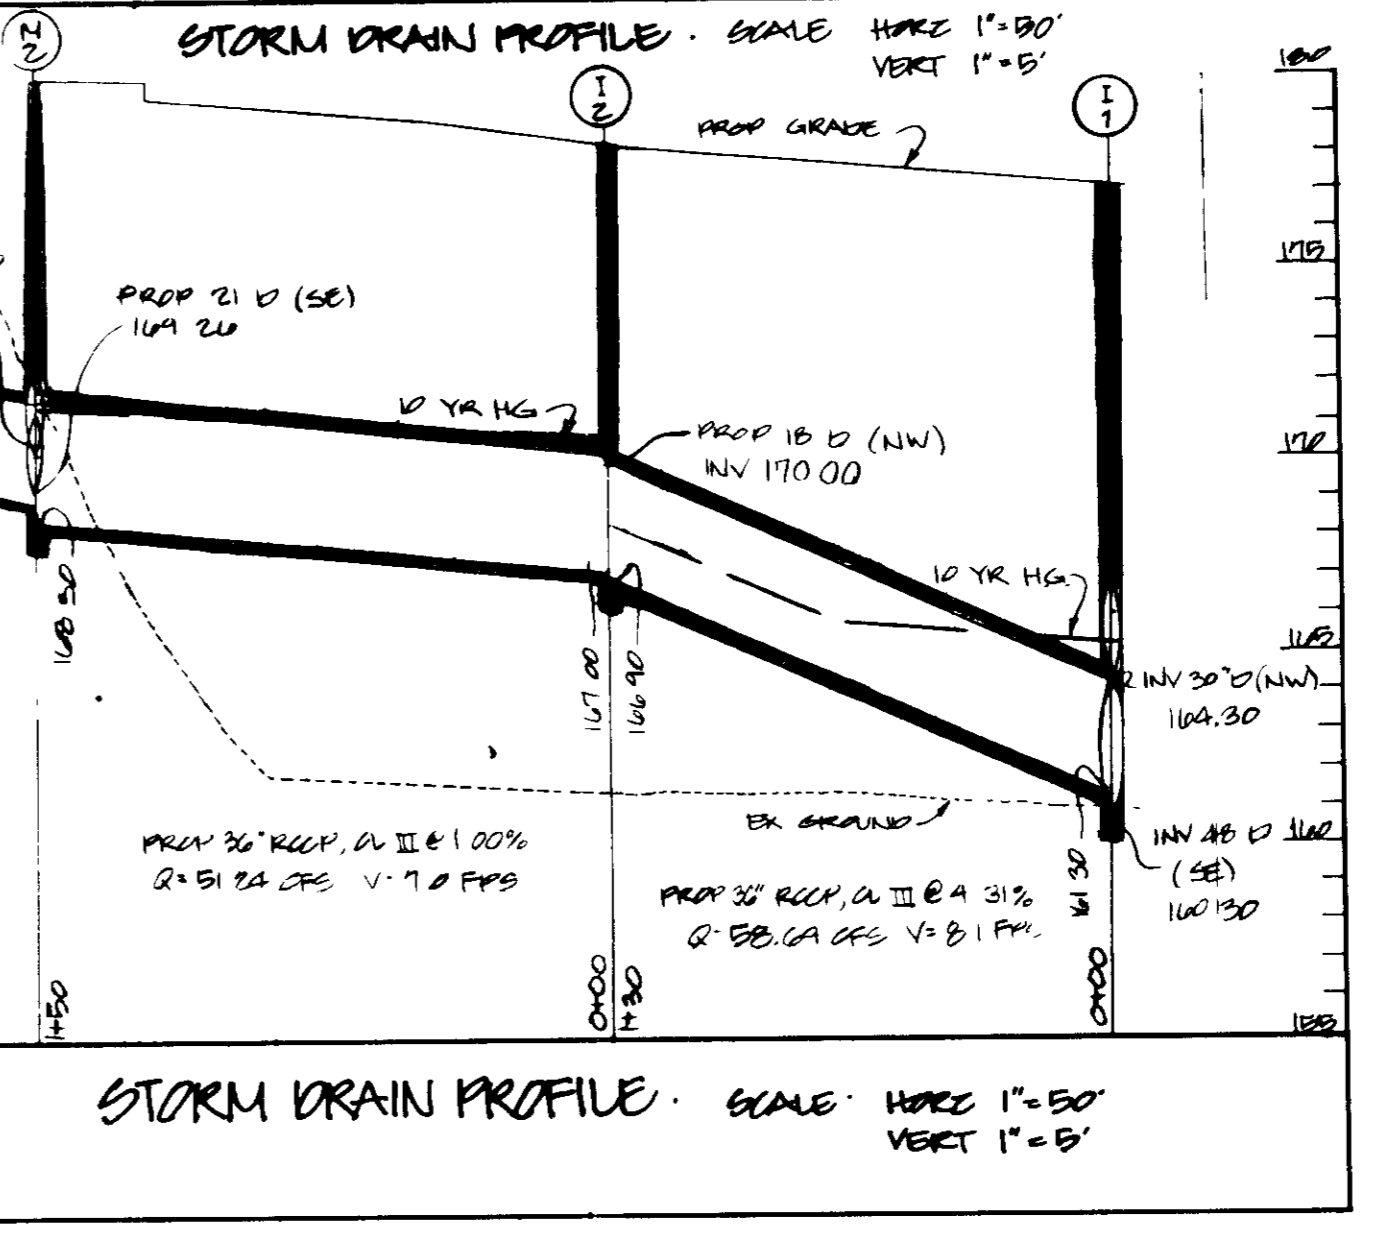 STORM DRAIN PROFILE. SCALE HORZ 1"=50'
VERT 1"=5'
I
2
I
1
180
PROP GRADE
175
PROP 21 D (SE)
169 26
10 YR HG
PROP 18 D (NW)
INV 170 00
170
10 YR HG
165
INV 30"D (NW)
164.30
168 50
167 00
166 90
EX GROUND
161 30
INV 48 D
(SE)
160 30
160
PROP 36" RCCP, CL III @ 1 00%
Q=51 24 CFS V-7 0 FPS
PROP 36" RCCP, CL III @ 4 31%
Q-58.69 CFS V=8 1 FPS
1+50
0+00
1+30
0+00
155
STORM DRAIN PROFILE. SCALE HORZ 1"=50'
VERT 1"=5'